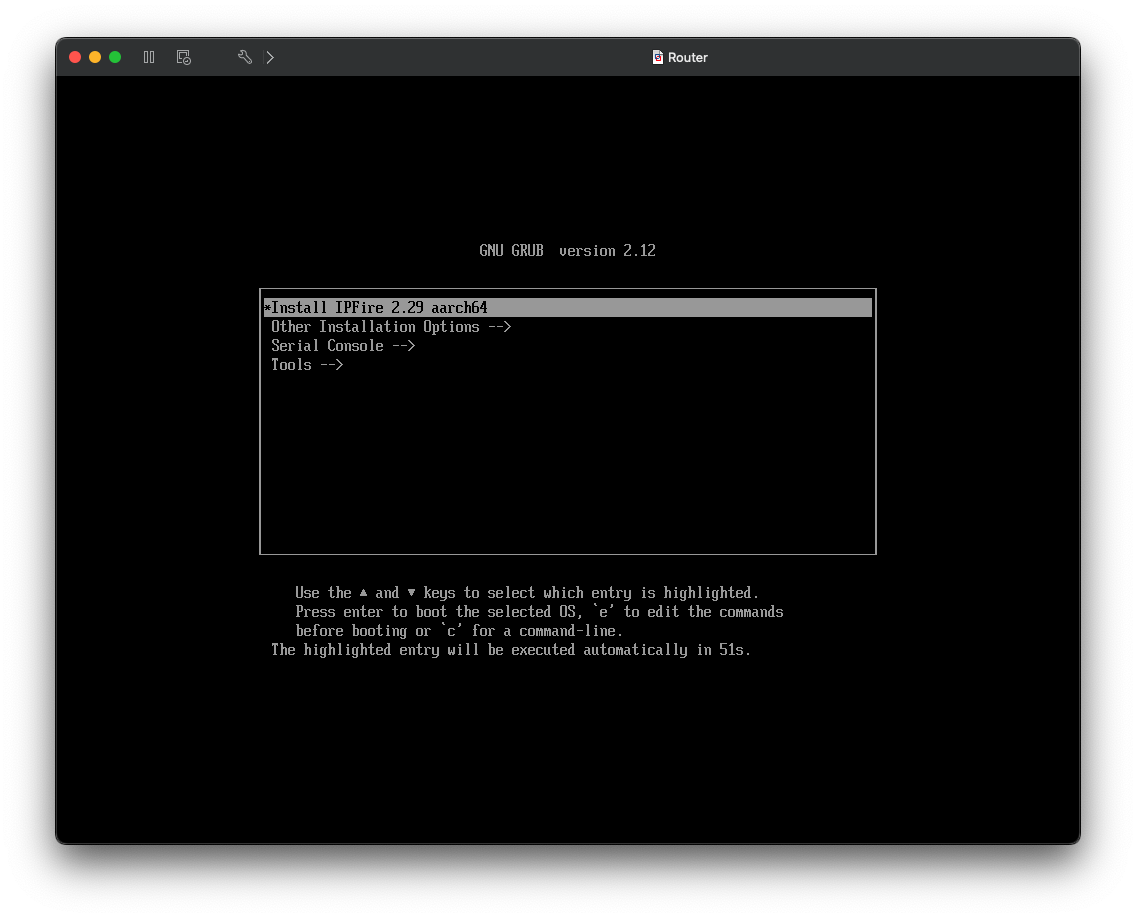 Router
GNU GRUB  version 2.12
*Install IPFire 2.29 aarch64
Other Installation Options -->
Serial Console -->
Tools -->
Use the ▲ and ▼ keys to select which entry is highlighted.
Press enter to boot the selected OS, `e' to edit the commands
before booting or `c' for a command-line.
The highlighted entry will be executed automatically in 51s.